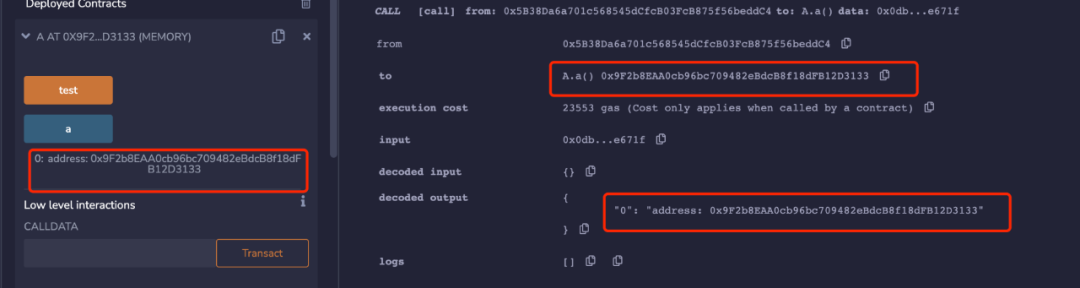 Deployed Contracts
A AT 0X9F2...D3133 (MEMORY)
test
a
0: address: 0x9F2b8EAA0cb96bc709482eBdcB8f18dF
B12D3133
Low level interactions
CALLDATA
Transact
CALL [call] from: 0x5B38Da6a701c568545dCfcB03FcB875f56beddC4 to: A.a() data: 0x0db...e671f
from 0x5B38Da6a701c568545dCfcB03FcB875f56beddC4
to A.a() 0x9F2b8EAA0cb96bc709482eBdcB8f18dFB12D3133
execution cost 23553 gas (Cost only applies when called by a contract)
input 0x0db...e671f
decoded input {}
decoded output {
"0": "address: 0x9F2b8EAA0cb96bc709482eBdcB8f18dFB12D3133"
}
logs []